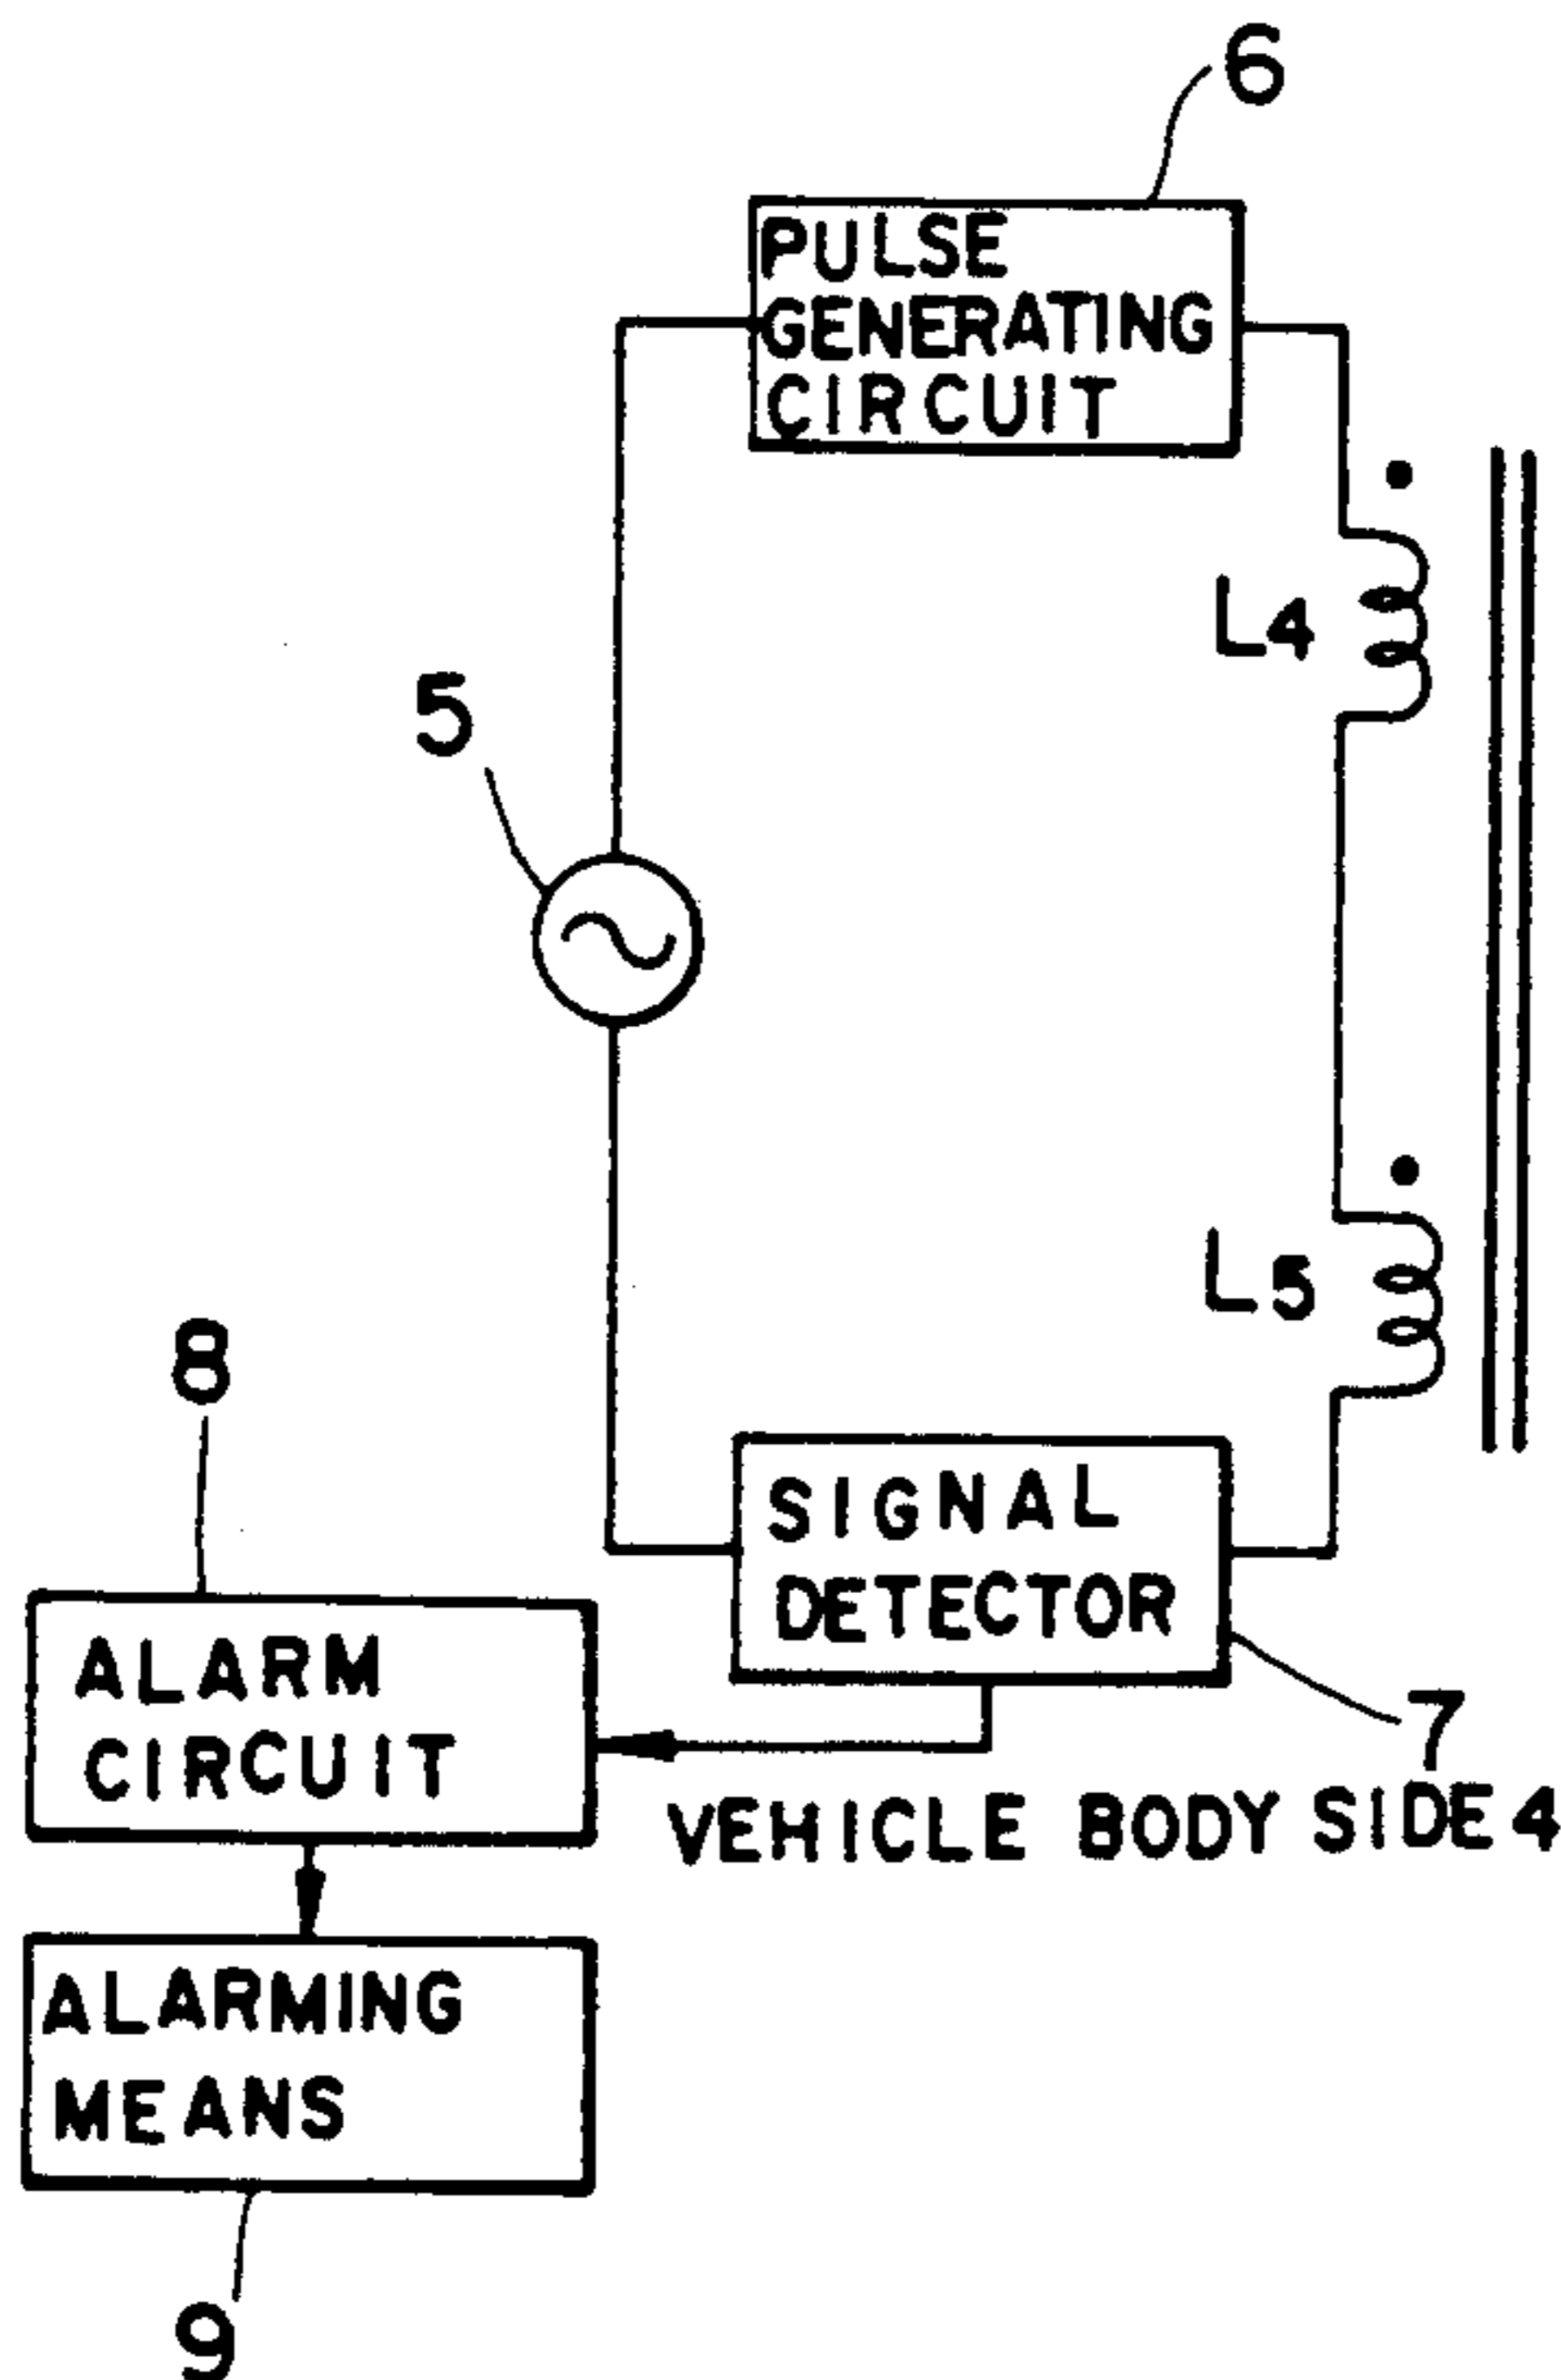 6
PULSE
GENERATING
CIRCUIT
L4
5
L5
8
SIGNAL
DETECTOR
ALARM
CIRCUIT
7
VEHICLE BODY SIDE 4
ALARMING
MEANS
9